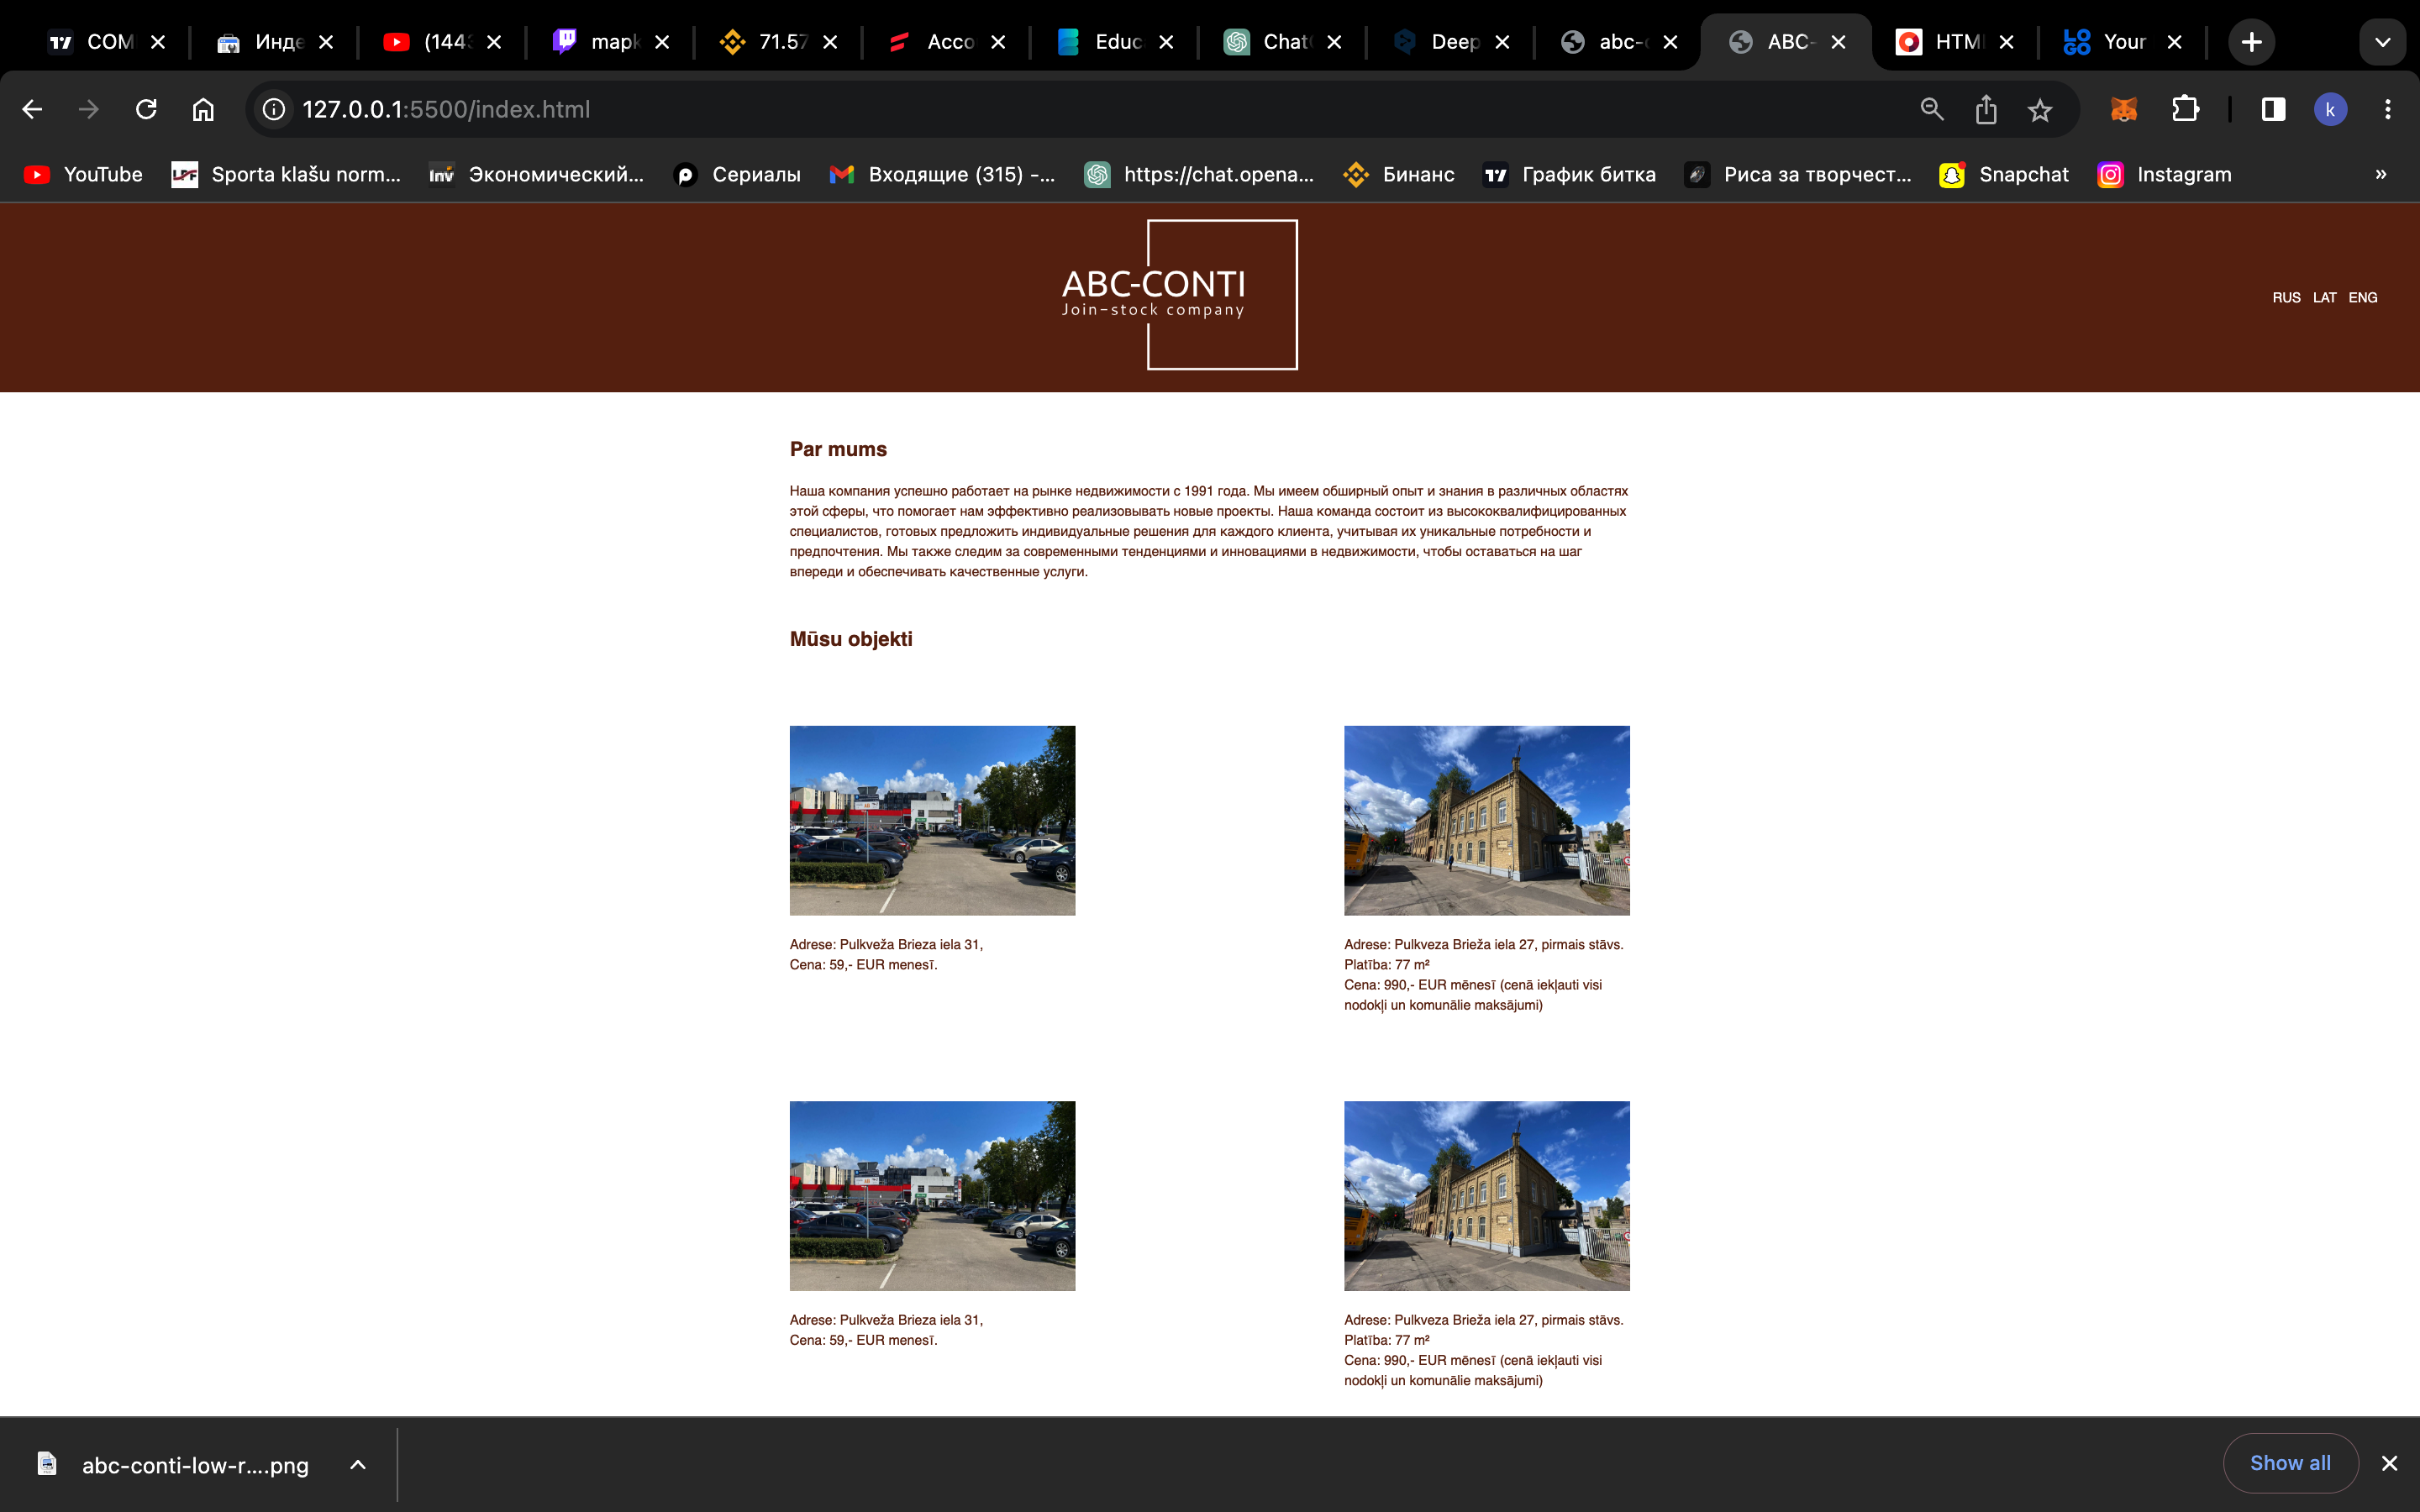 COM
Инде
(144
mapk
71.57
Acco
Educ
Chat
Deep
abc-
ABC-
HTM
Your
127.0.0.1:5500/index.html
k
YouTube
Sporta klašu norm...
Экономический...
Сериалы
Входящие (315) -...
https://chat.opena...
Бинанс
График битка
Риса за творчест...
Snapchat
Instagram
»
ABC-CONTI
Join-stock company
RUS LAT ENG
Par mums
Наша компания успешно работает на рынке недвижимости с 1991 года. Мы имеем обширный опыт и знания в различных областях
этой сферы, что помогает нам эффективно реализовывать новые проекты. Наша команда состоит из высококвалифицированных
специалистов, готовых предложить индивидуальные решения для каждого клиента, учитывая их уникальные потребности и
предпочтения. Мы также следим за современными тенденциями и инновациями в недвижимости, чтобы оставаться на шаг
впереди и обеспечивать качественные услуги.
Mūsu objekti
Adrese: Pulkveža Brieza iela 31,
Cena: 59,- EUR menesī.
Adrese: Pulkveza Brieža iela 27, pirmais stāvs.
Platība: 77 m²
Cena: 990,- EUR mēnesī (cenā iekļauti visi
nodokļi un komunālie maksājumi)
Adrese: Pulkveža Brieza iela 31,
Cena: 59,- EUR menesī.
Adrese: Pulkveza Brieža iela 27, pirmais stāvs.
Platība: 77 m²
Cena: 990,- EUR mēnesī (cenā iekļauti visi
nodokļi un komunālie maksājumi)
abc-conti-low-r....png
Show all